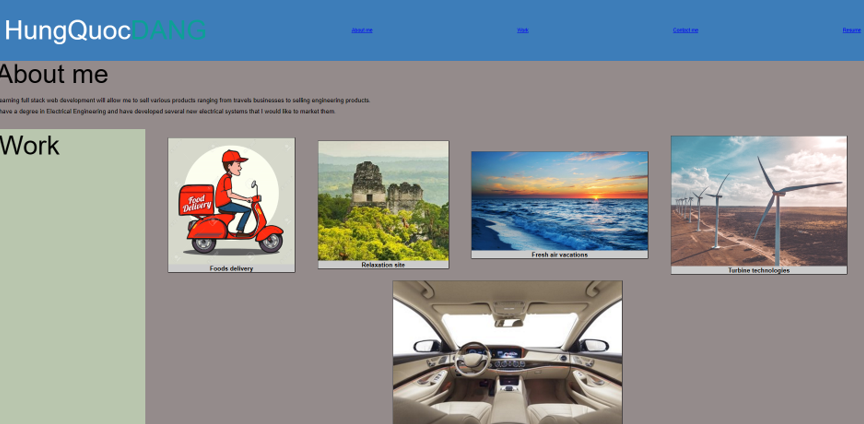 HungQuocDANG
About me
Work
Contact me
Resume
About me
earning full stack web development will allow me to sell various products ranging from travels businesses to selling engineering products.
have a degree in Electrical Engineering and have developed several new electrical systems that I would like to market them.
Work
Food
Delivery
Foods delivery
Relaxation site
Fresh air vacations
Turbine technologies